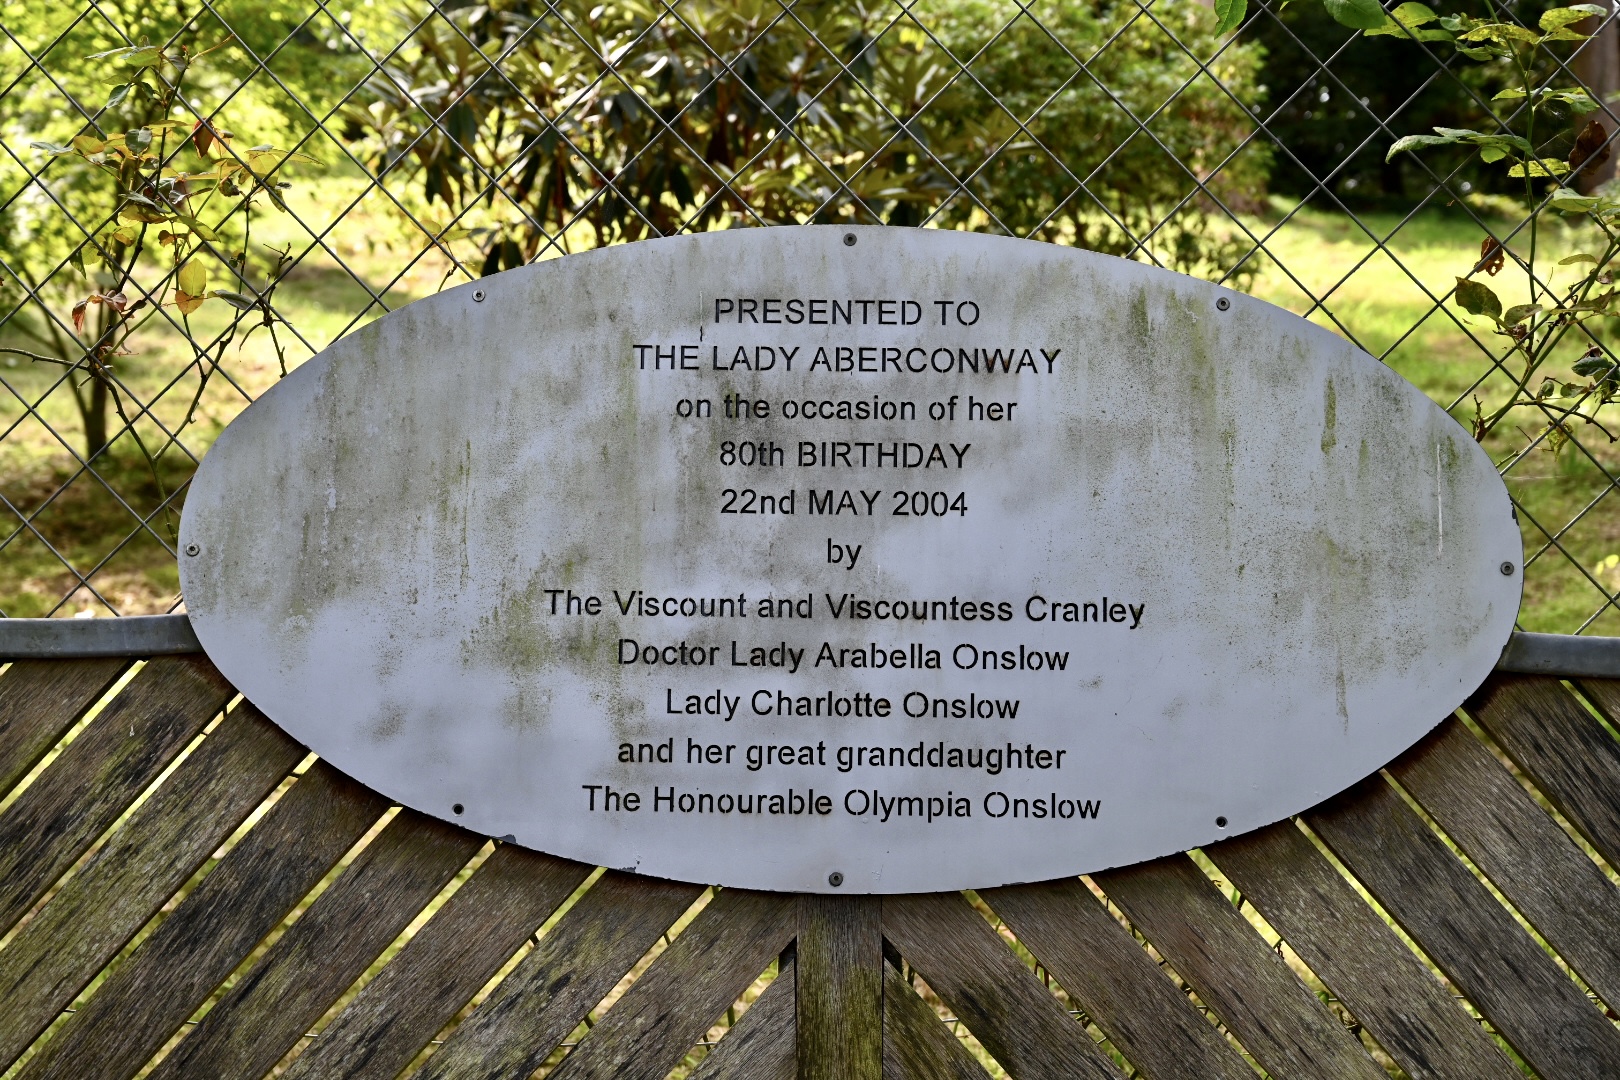 PRESENTED TO
THE LADY ABERCONWAY
on the occasion of her
80th BIRTHDAY
22nd MAY 2004
by
The Viscount and Viscountess Cranley
Doctor Lady Arabella Onslow
Lady Charlotte Onslow
and her great granddaughter
The Honourable Olympia Onslow